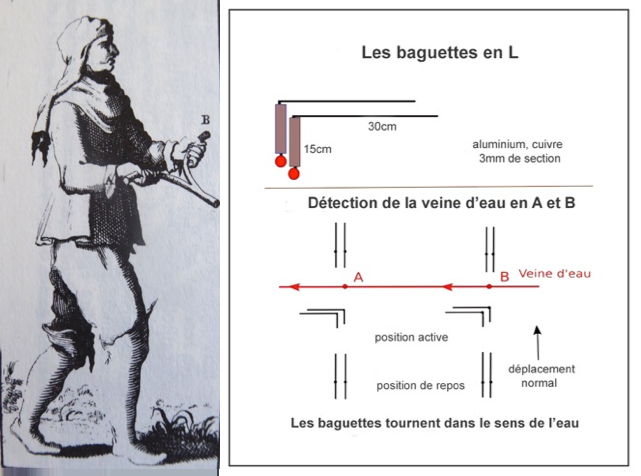 B
Les baguettes en L
30cm
15cm
aluminium, cuivre
3mm de section
Détection de la veine d'eau en A et B
A
B
Veine d'eau
position active
déplacement
normal
position de repos
Les baguettes tournent dans le sens de l'eau